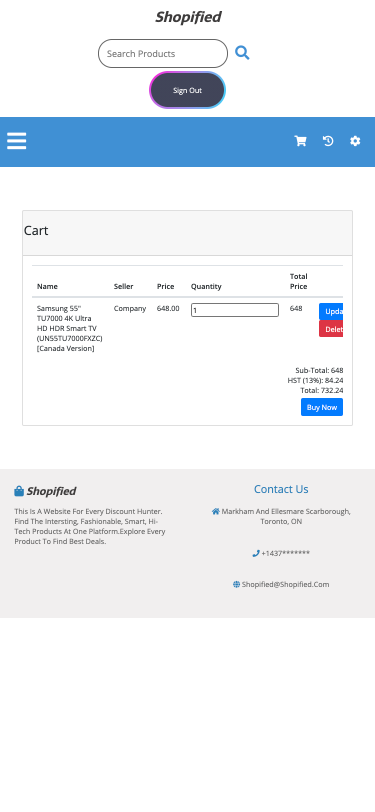 Shopified
Search Products
Sign Out
Cart
Name Seller Price Quantity Total Price
Samsung 55" Company 648.00 1 648 Upda
TU7000 4K Ultra Delet
HD HDR Smart TV
(UN55TU7000FXZC)
[Canada Version]
Sub-Total: 648
HST (13%): 84.24
Total: 732.24
Buy Now
Shopified
This Is A Website For Every Discount Hunter.
Find The Intersting, Fashionable, Smart, Hi-
Tech Products At One Platform.Explore Every
Product To Find Best Deals.
Contact Us
Markham And Ellesmare Scarborough,
Toronto, ON
+1437*******
Shopified@Shopified.Com